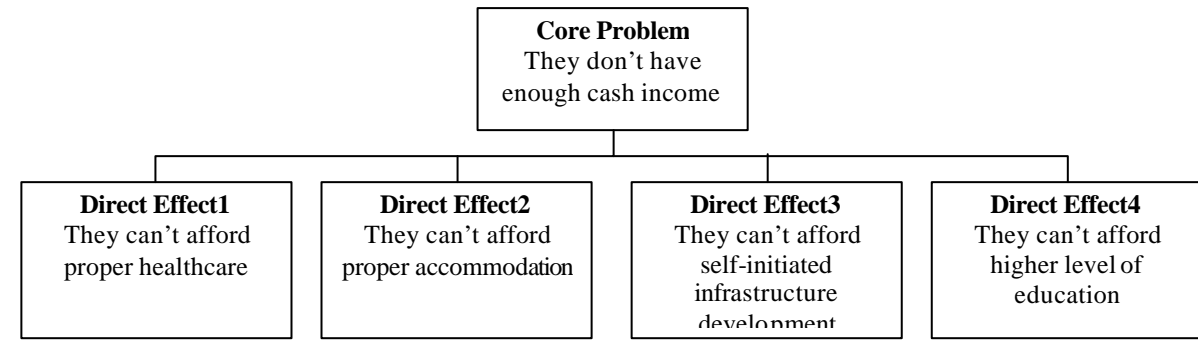 Core Problem
They don’t have
enough cash income
Direct Effect1
They can’t afford
proper healthcare
Direct Effect2
They can’t afford
proper accommodation
Direct Effect3
They can’t afford
self-initiated
infrastructure
development
Direct Effect4
They can’t afford
higher level of
education